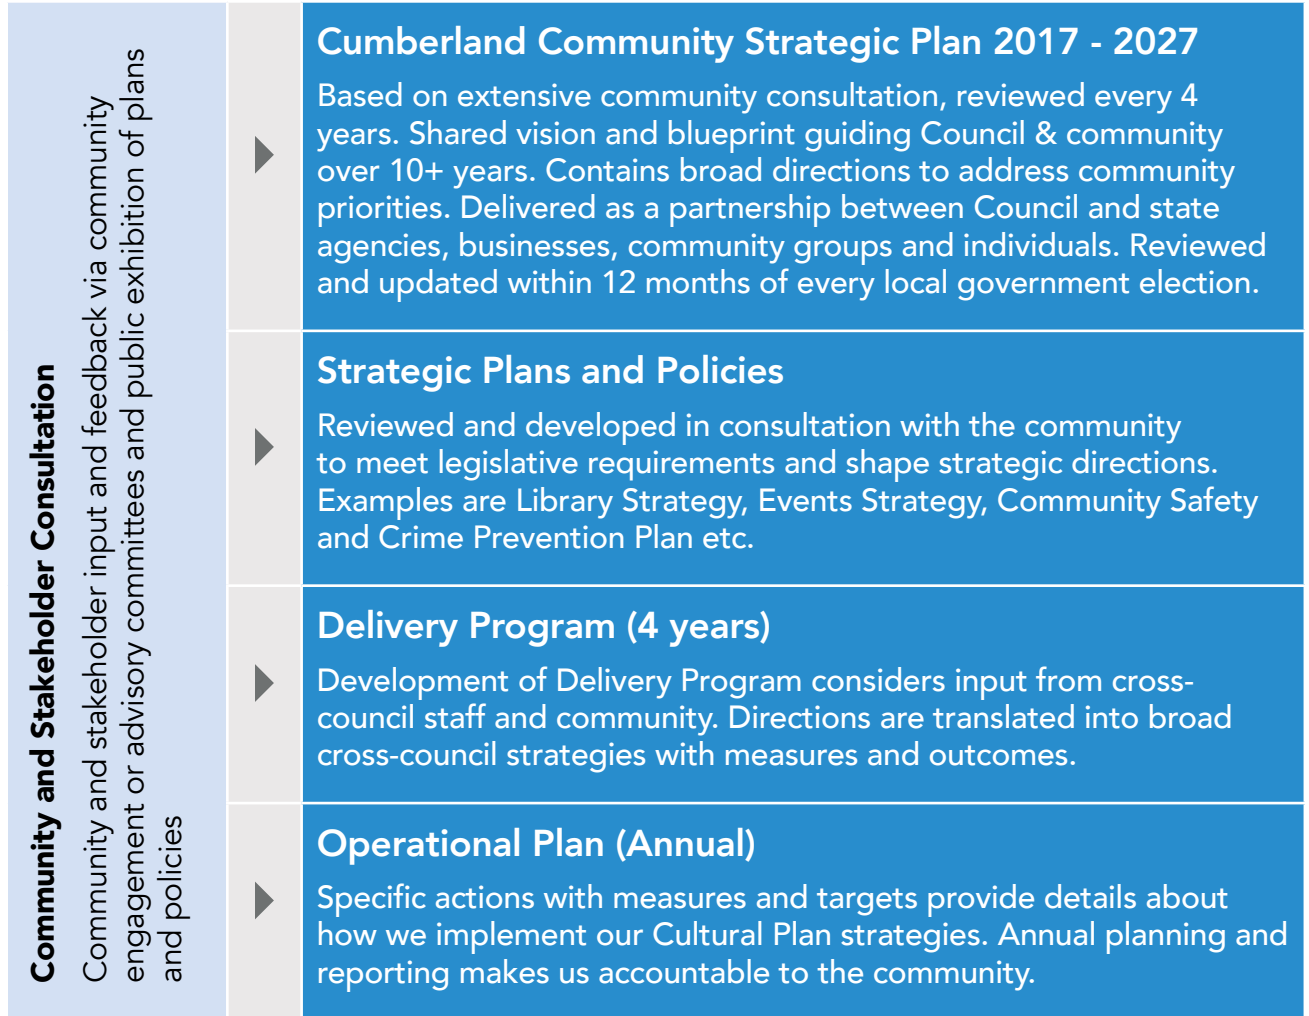 Community and Stakeholder Consultation
Community and stakeholder input and feedback via community
engagement or advisory committees and public exhibition of plans
and policies
Cumberland Community Strategic Plan 2017 - 2027
Based on extensive community consultation, reviewed every 4
years. Shared vision and blueprint guiding Council & community
over 10+ years. Contains broad directions to address community
priorities. Delivered as a partnership between Council and state
agencies, businesses, community groups and individuals. Reviewed
and updated within 12 months of every local government election.
Strategic Plans and Policies
Reviewed and developed in consultation with the community
to meet legislative requirements and shape strategic directions.
Examples are Library Strategy, Events Strategy, Community Safety
and Crime Prevention Plan etc.
Delivery Program (4 years)
Development of Delivery Program considers input from cross-
council staff and community. Directions are translated into broad
cross-council strategies with measures and outcomes.
Operational Plan (Annual)
Specific actions with measures and targets provide details about
how we implement our Cultural Plan strategies. Annual planning and
reporting makes us accountable to the community.